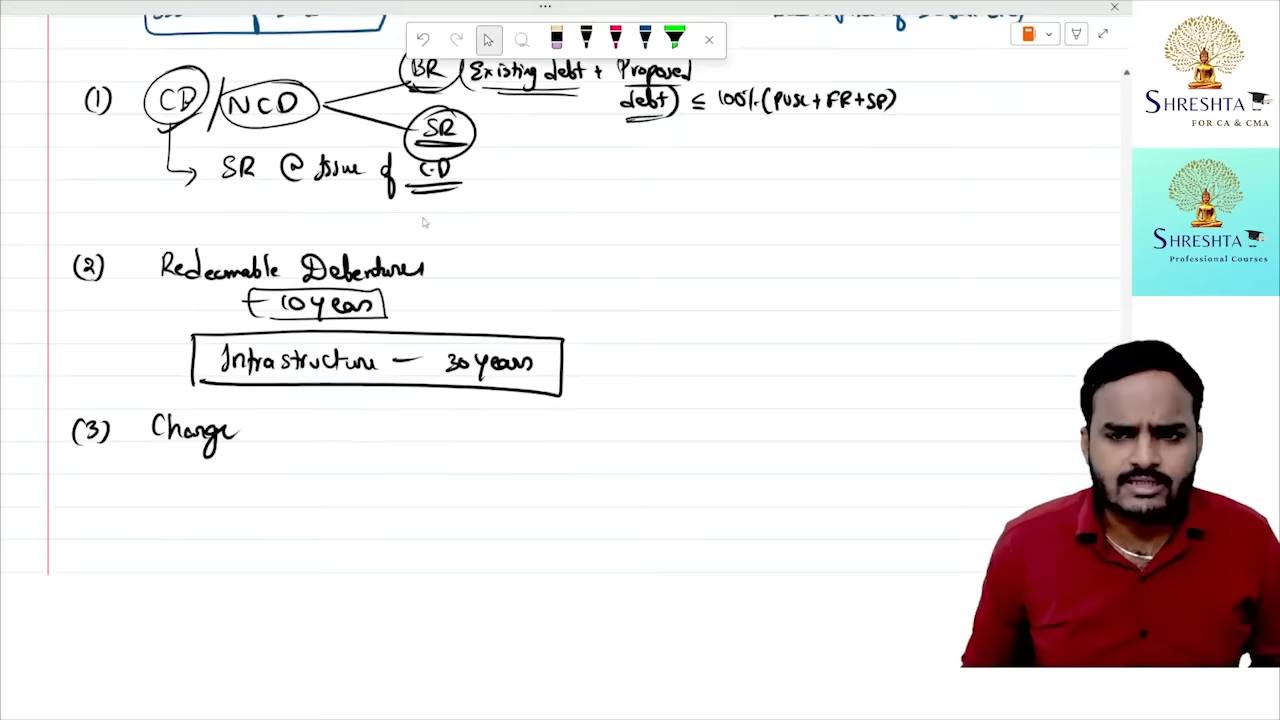 BR (Existing debt + Proposed
(1) CD / NCD debt) ≤ 100% (PUSC + FR + SP)
SR
SR @ Issue of CD
(2) Redeemable Debentures
- 10 years
Infrastructure - 30 years
(3) Charge
SHRESHTA
FOR CA & CMA
SHRESHTA
Professional Courses